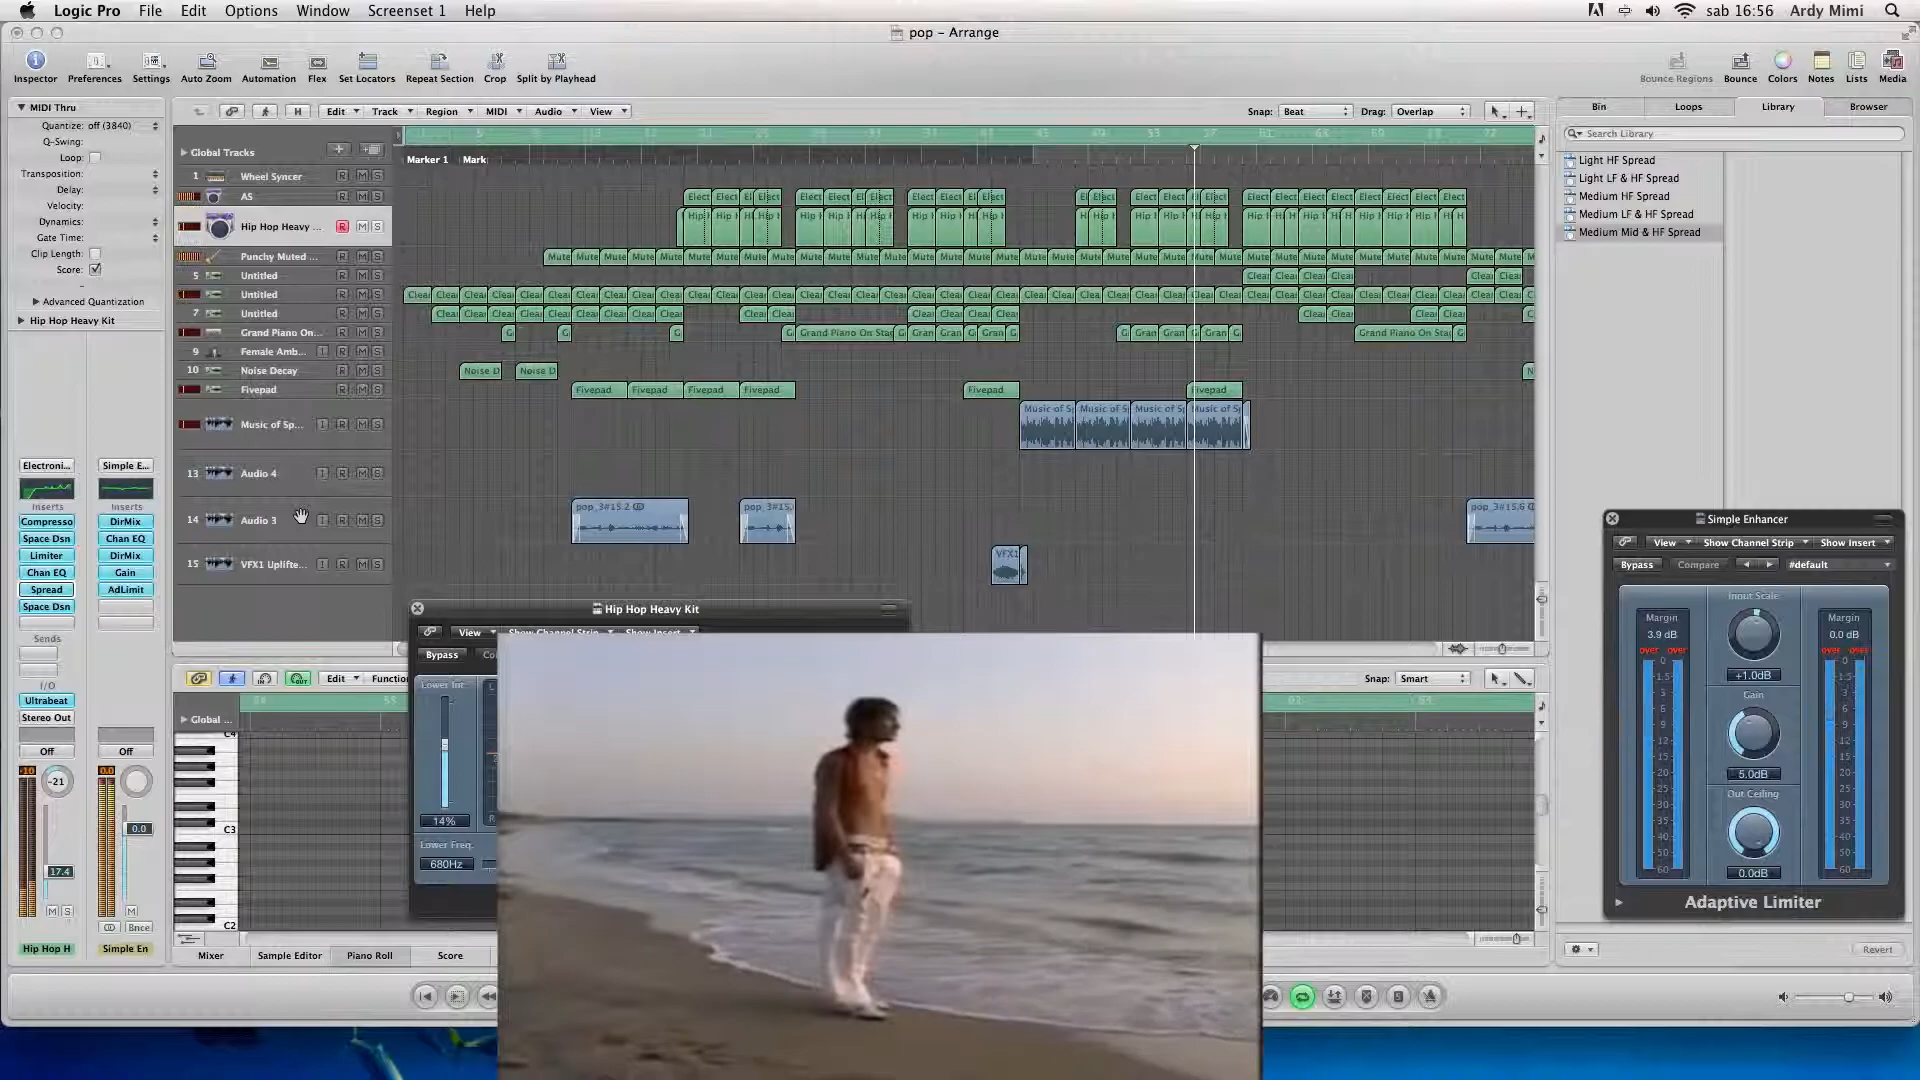 Logic Pro File Edit Options Window Screenset 1 Help
sab 16:56 Ardy Mimi
pop – Arrange
Inspector Preferences Settings Auto Zoom Automation Flex Set Locators Repeat Section Crop Split by Playhead
Bounce Regions Bounce Colors Notes Lists Media
MIDI Thru
Quantize: off (3840)
Q-Swing:
Loop:
Transposition:
Delay:
Velocity:
Dynamics:
Gate Time:
Clip Length:
Score:
Advanced Quantization
Hip Hop Heavy Kit
H Edit Track Region MIDI Audio View
Snap: Beat Drag: Overlap
Bin Loops Library Browser
Search Library
Light HF Spread
Light LF & HF Spread
Medium HF Spread
Medium LF & HF Spread
Medium Mid & HF Spread
Global Tracks
Marker 1 Mark
1 Wheel Syncer R M S
AS R M S
Hip Hop Heavy ... R M S
Punchy Muted ... R M S
5 Untitled R M S
Untitled R M S
7 Untitled R M S
Grand Piano On... R M S
9 Female Amb... I R M S
10 Noise Decay R M S
Fivepad R M S
Music of Sp... I R M S
13 Audio 4 I R M S
14 Audio 3 I R M S
15 VFX1 Uplifte... I R M S
Grand Piano On Stag
Grand Piano On Stag
Noise D Noise D
Fivepad Fivepad Fivepad Fivepad Fivepad Fivepad
Music of Sp Music of Sp Music of Sp Music of Sp
pop_3#15.2 pop_3#15. pop_3#15.6
VFX1
Electroni... Simple E...
Inserts Inserts
Compresso DirMix
Space Dsn Chan EQ
Limiter DirMix
Chan EQ Gain
Spread AdLimit
Space Dsn
Sends
I/O
Ultrabeat
Stereo Out
Off Off
-10 -21 0.0
0.0
17.4
M S M
Bnce
Hip Hop H Simple En
Hip Hop Heavy Kit
View Show Channel Strip Show Insert
Bypass
Lower Int.
14%
Lower Freq.
680Hz
Edit
Snap: Smart
Global ...
C4
C3
C2
Mixer Sample Editor Piano Roll Score
Simple Enhancer
View Show Channel Strip Show Insert
Bypass Compare #default
Input Scale
Margin Margin
3.9 dB 0.0 dB
over over over over
+1.0dB
Gain
5.0dB
Out Ceiling
0.0dB
Adaptive Limiter
Revert